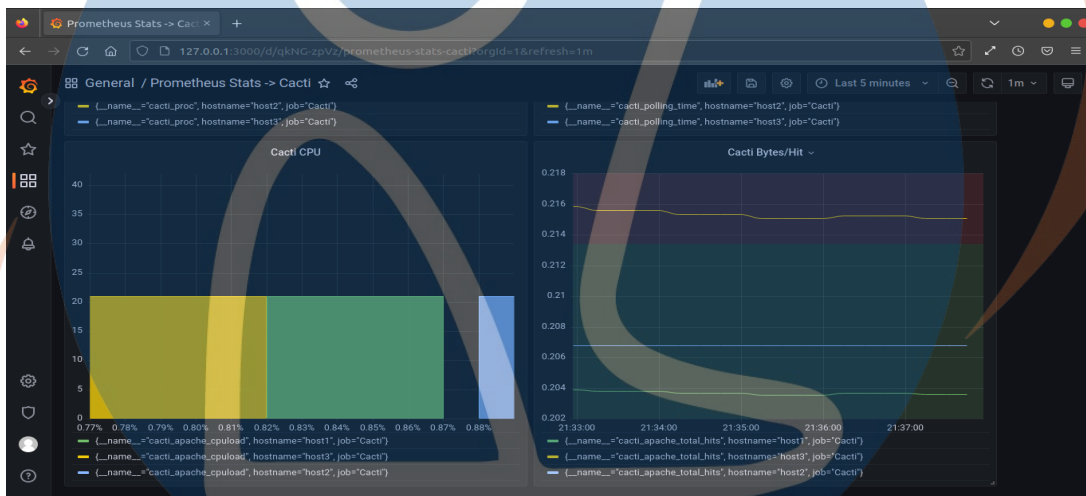 Prometheus Stats -> Cact
127.0.0.1:3000/d/qkNG-zpVz/prometheus-stats-cacti?orgId=1&refresh=1m
General / Prometheus Stats -> Cacti
Last 5 minutes
1m
{__name__="cacti_proc", hostname="host2", job="Cacti"}
{__name__="cacti_proc", hostname="host3", job="Cacti"}
{__name__="cacti_polling_time", hostname="host2", job="Cacti"}
{__name__="cacti_polling_time", hostname="host3", job="Cacti"}
Cacti CPU
40
35
30
25
20
15
10
5
0
0.77% 0.78% 0.79% 0.80% 0.81% 0.82% 0.83% 0.84% 0.85% 0.86% 0.87% 0.88%
{__name__="cacti_apache_cpuload", hostname="host1", job="Cacti"}
{__name__="cacti_apache_cpuload", hostname="host3", job="Cacti"}
{__name__="cacti_apache_cpuload", hostname="host2", job="Cacti"}
Cacti Bytes/Hit
0.218
0.216
0.214
0.212
0.21
0.208
0.206
0.204
0.202
21:33:00 21:34:00 21:35:00 21:36:00 21:37:00
{__name__="cacti_apache_total_hits", hostname="host1", job="Cacti"}
{__name__="cacti_apache_total_hits", hostname="host3", job="Cacti"}
{__name__="cacti_apache_total_hits", hostname="host2", job="Cacti"}